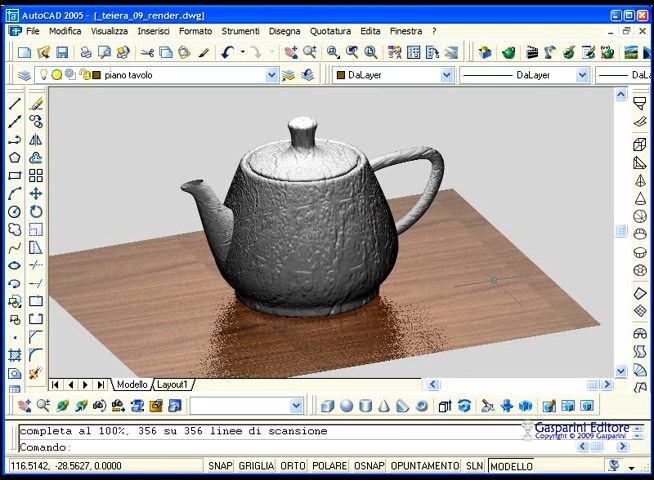 AutoCAD 2005 - [_teiera_09_render.dwg]
File Modifica Visualizza Inserisci Formato Strumenti Disegna Quotatura Edita Finestra ?
piano tavolo DaLayer DaLayer DaLa
Modello Layout1
completa al 100%, 356 su 356 linee di scansione
Gasparini Editore
Copyright © 2009 Gasparini
Comando:
116.5142, -28.5627, 0.0000 SNAP GRIGLIA ORTO POLARE OSNAP OPUNTAMENTO SLN MODELLO